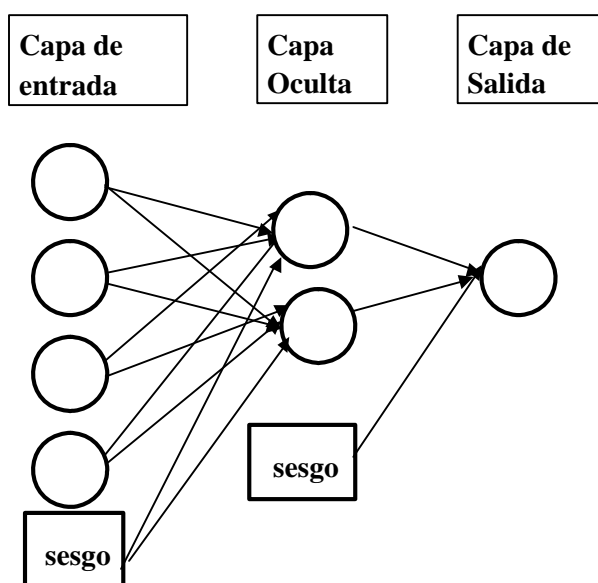 Capa de
entrada
Capa
Oculta
Capa de
Salida
sesgo
sesgo